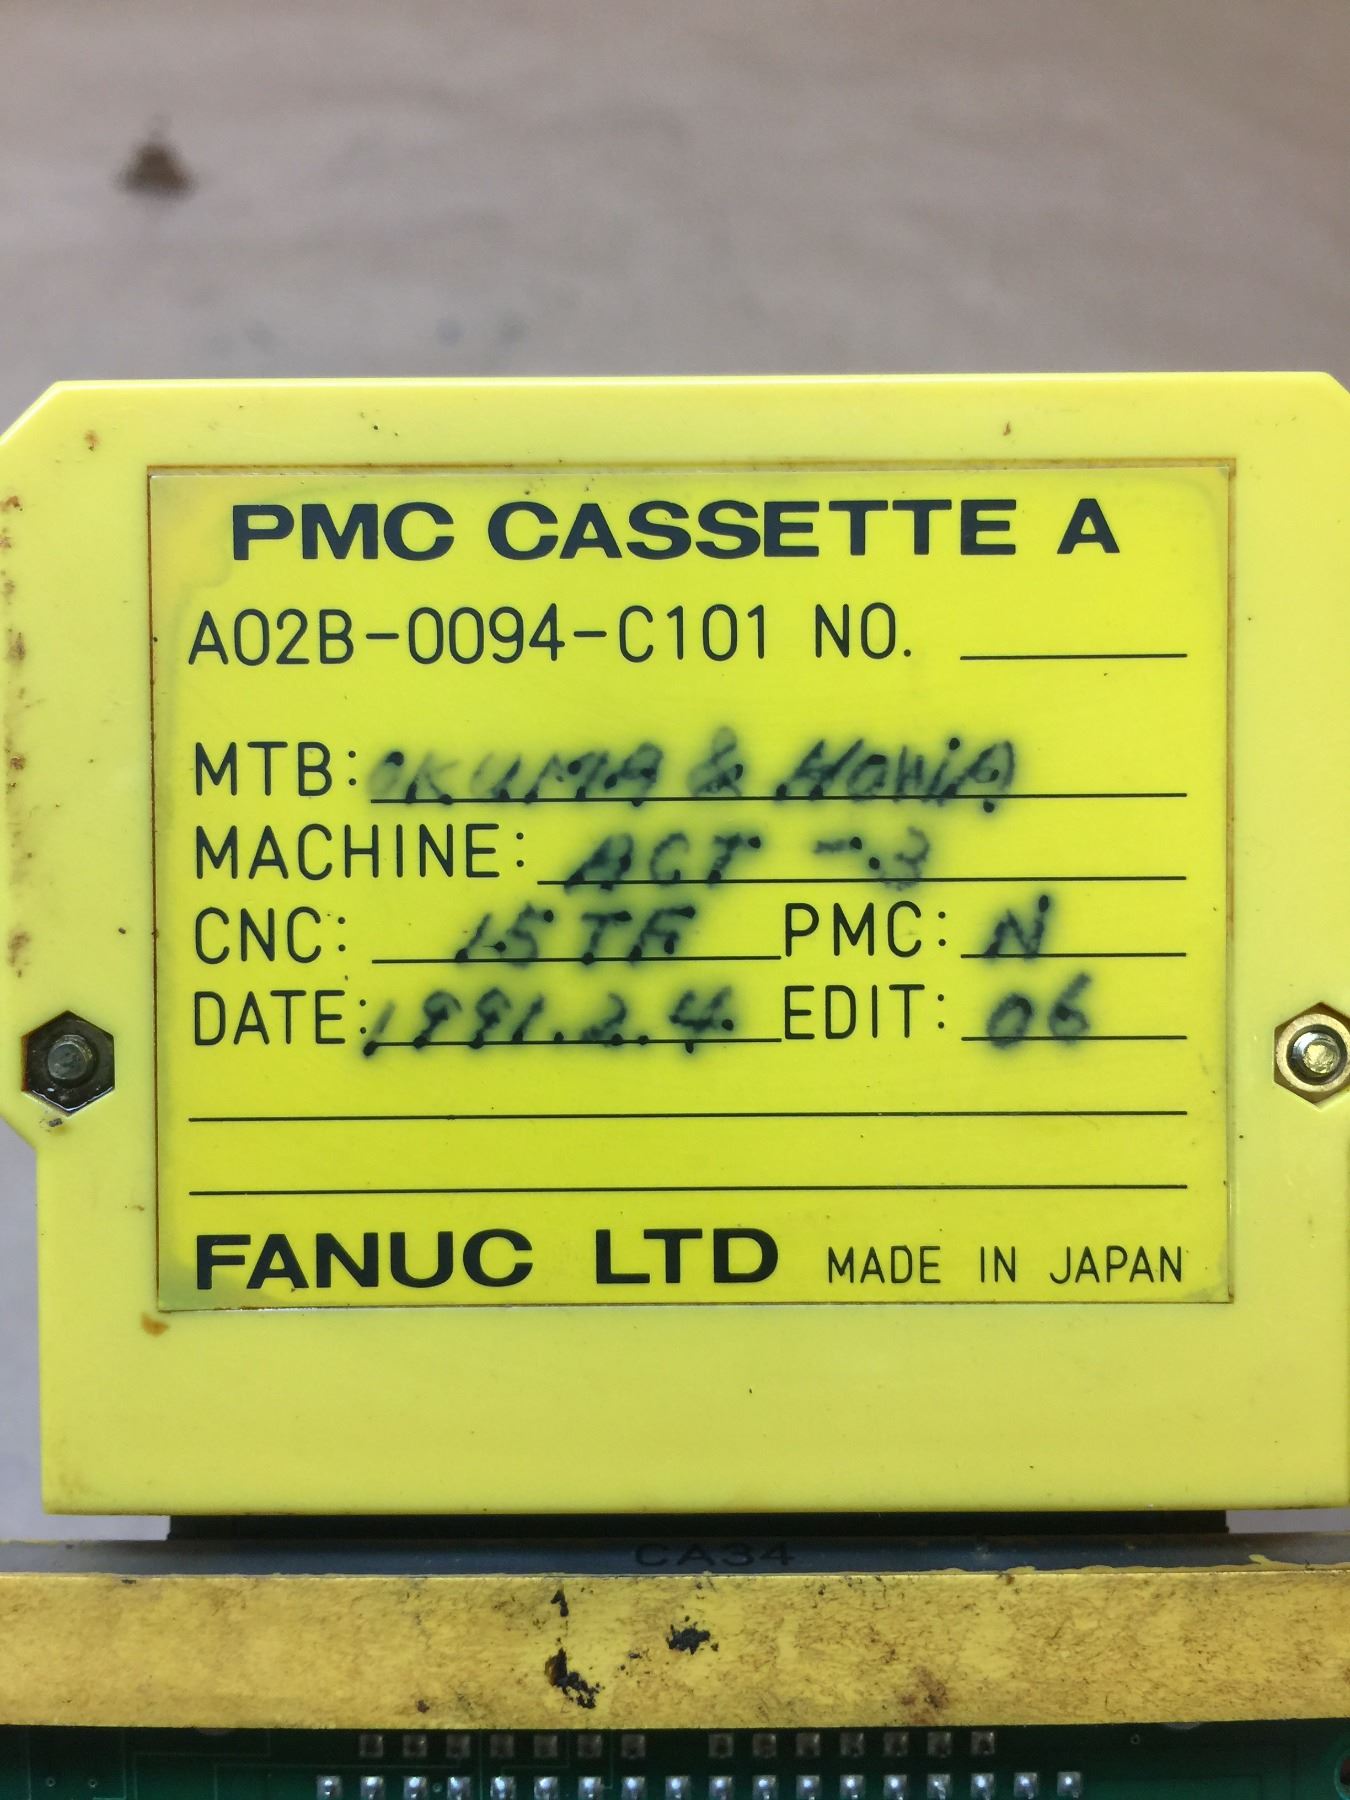 PMC CASSETTE A
A02B-0094-C101 NO.
MTB: OKUMA & HOWA
MACHINE: ACT -3
CNC: 15TF PMC: N
DATE: 1991.2.4. EDIT: 06
FANUC LTD MADE IN JAPAN
CA34